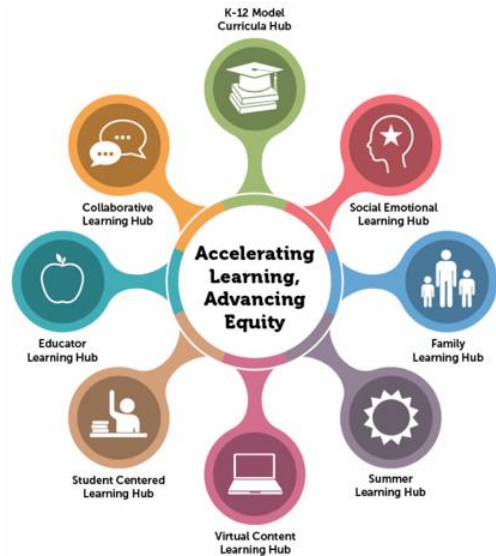 K-12 Model
Curricula Hub
Collaborative
Learning Hub
Social Emotional
Learning Hub
Accelerating
Learning,
Advancing
Equity
Educator
Learning Hub
Family
Learning Hub
Student Centered
Learning Hub
Summer
Learning Hub
Virtual Content
Learning Hub